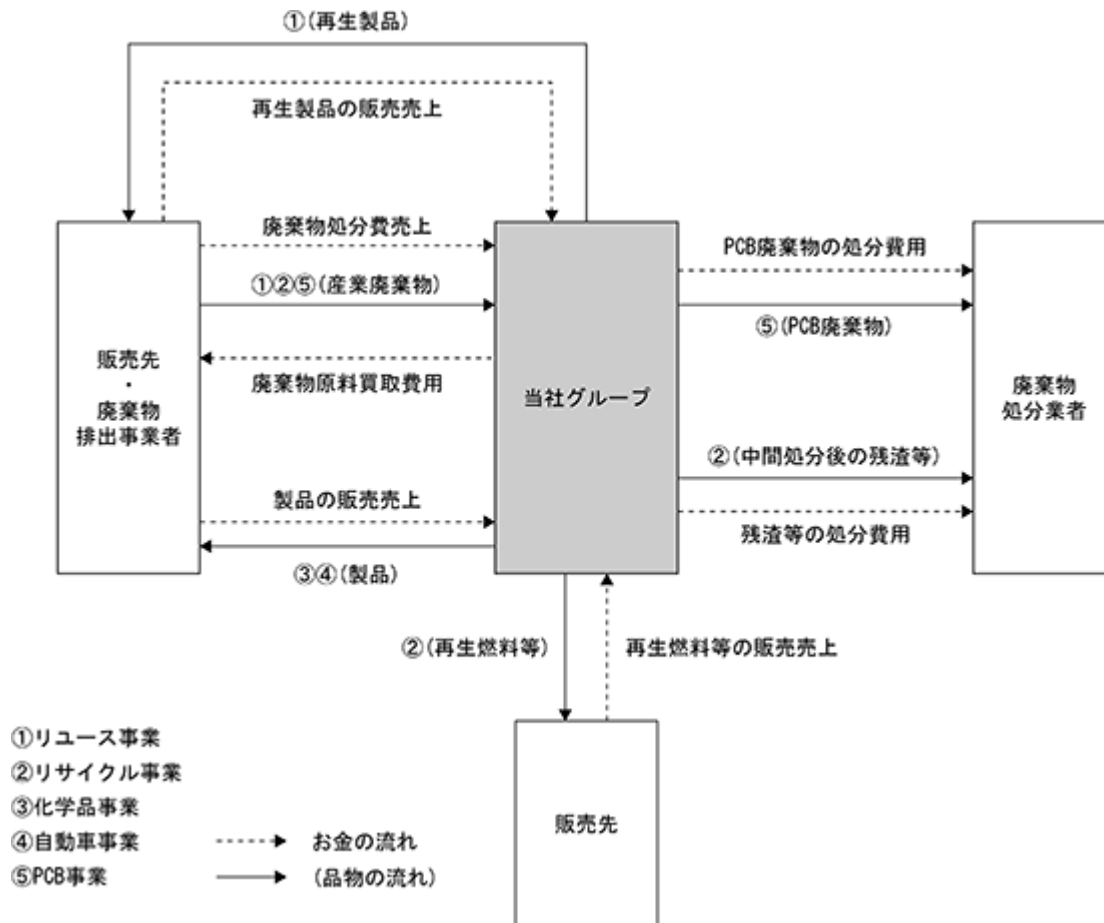 ①(再生製品)
再生製品の販売売上
廃棄物処分費売上
①②⑤(産業廃棄物)
廃棄物原料買取費用
製品の販売売上
③④(製品)
販売先
・
廃棄物
排出事業者
当社グループ
PCB廃棄物の処分費用
⑤(PCB廃棄物)
②(中間処分後の残渣等)
残渣等の処分費用
廃棄物
処分業者
②(再生燃料等)
再生燃料等の販売売上
販売先
①リユース事業
②リサイクル事業
③化学品事業
④自動車事業
⑤PCB事業
お金の流れ
(品物の流れ)